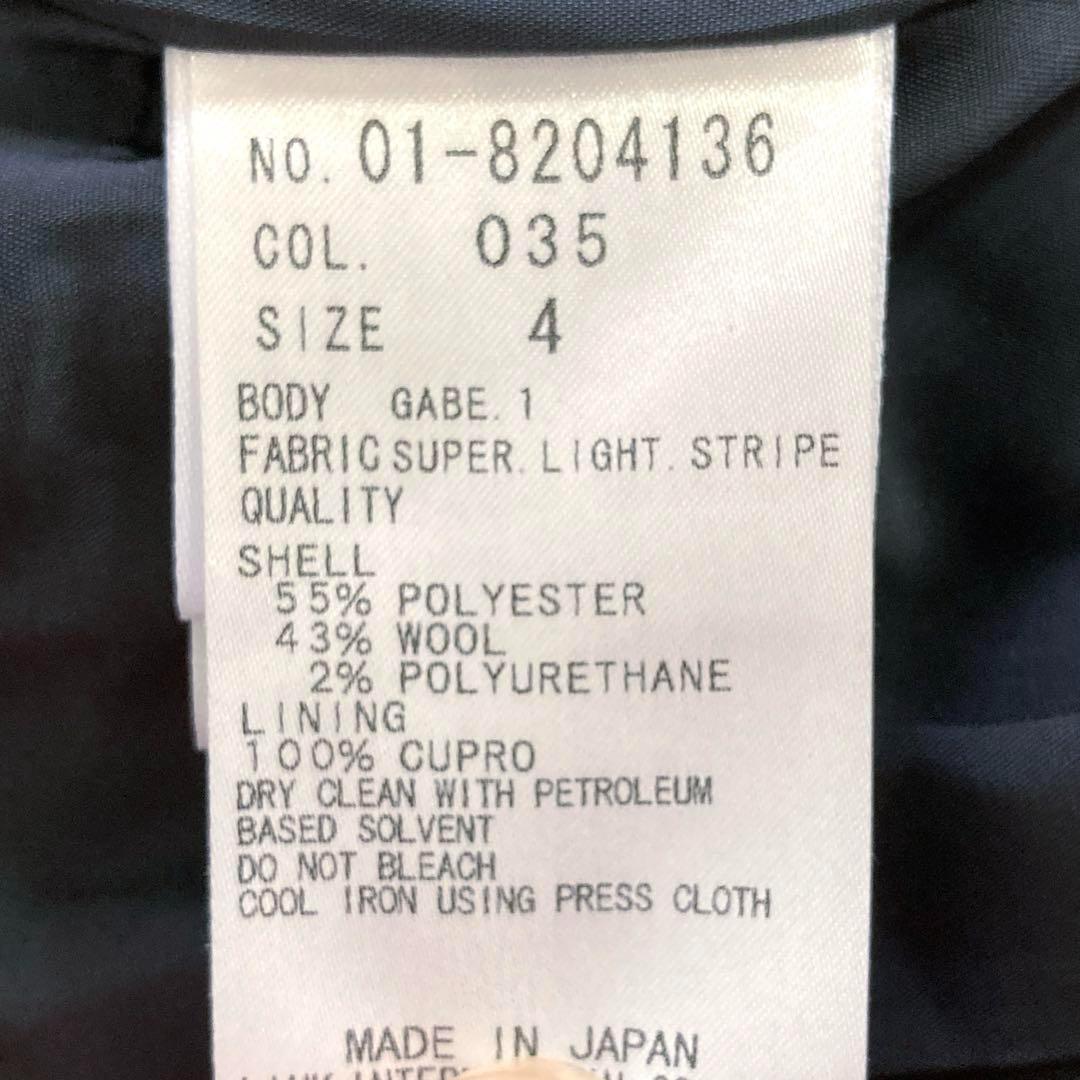 NO. 01-8204136
COL. 035
SIZE 4
BODY GABE. 1
FABRIC SUPER. LIGHT. STRIPE
QUALITY
SHELL
55% POLYESTER
43% WOOL
2% POLYURETHANE
LINING
100% CUPRO
DRY CLEAN WITH PETROLEUM
BASED SOLVENT
DO NOT BLEACH
COOL IRON USING PRESS CLOTH
MADE IN JAPAN